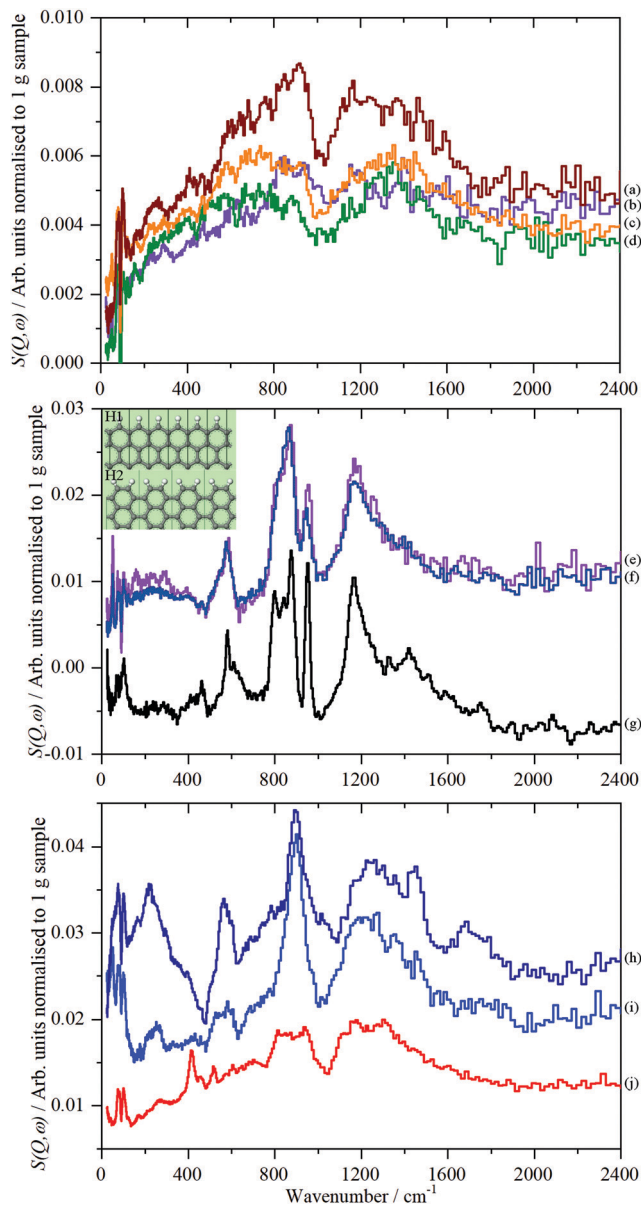 0.010
0.008
0.006
0.004
0.002
0.000
S(Q,ω) / Arb. units normalised to 1 g sample
(a)
(b)
(c)
(d)
0 400 800 1200 1600 2000 2400
0.03
0.02
0.01
0.00
-0.01
S(Q,ω) / Arb. units normalised to 1 g sample
H1
H2
(e)
(f)
(g)
0 400 800 1200 1600 2000 2400
0.04
0.03
0.02
0.01
S(Q,ω) / Arb. units normalised to 1 g sample
(h)
(i)
(j)
0 400 800 1200 1600 2000 2400
Wavenumber / cm⁻¹